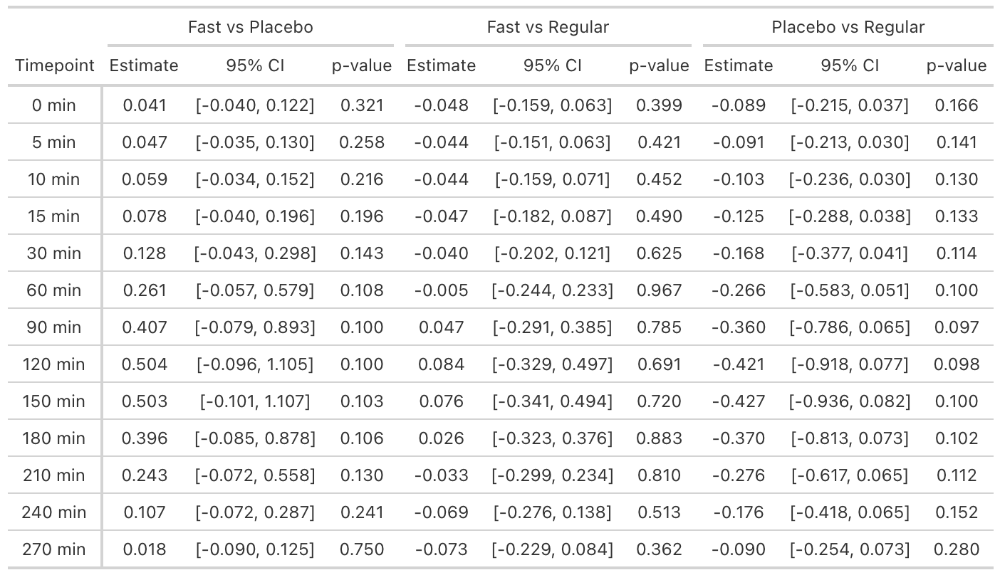 Fast vs Placebo Fast vs Regular Placebo vs Regular
Timepoint Estimate 95% CI p-value Estimate 95% CI p-value Estimate 95% CI p-value
0 min 0.041 [-0.040, 0.122] 0.321 -0.048 [-0.159, 0.063] 0.399 -0.089 [-0.215, 0.037] 0.166
5 min 0.047 [-0.035, 0.130] 0.258 -0.044 [-0.151, 0.063] 0.421 -0.091 [-0.213, 0.030] 0.141
10 min 0.059 [-0.034, 0.152] 0.216 -0.044 [-0.159, 0.071] 0.452 -0.103 [-0.236, 0.030] 0.130
15 min 0.078 [-0.040, 0.196] 0.196 -0.047 [-0.182, 0.087] 0.490 -0.125 [-0.288, 0.038] 0.133
30 min 0.128 [-0.043, 0.298] 0.143 -0.040 [-0.202, 0.121] 0.625 -0.168 [-0.377, 0.041] 0.114
60 min 0.261 [-0.057, 0.579] 0.108 -0.005 [-0.244, 0.233] 0.967 -0.266 [-0.583, 0.051] 0.100
90 min 0.407 [-0.079, 0.893] 0.100 0.047 [-0.291, 0.385] 0.785 -0.360 [-0.786, 0.065] 0.097
120 min 0.504 [-0.096, 1.105] 0.100 0.084 [-0.329, 0.497] 0.691 -0.421 [-0.918, 0.077] 0.098
150 min 0.503 [-0.101, 1.107] 0.103 0.076 [-0.341, 0.494] 0.720 -0.427 [-0.936, 0.082] 0.100
180 min 0.396 [-0.085, 0.878] 0.106 0.026 [-0.323, 0.376] 0.883 -0.370 [-0.813, 0.073] 0.102
210 min 0.243 [-0.072, 0.558] 0.130 -0.033 [-0.299, 0.234] 0.810 -0.276 [-0.617, 0.065] 0.112
240 min 0.107 [-0.072, 0.287] 0.241 -0.069 [-0.276, 0.138] 0.513 -0.176 [-0.418, 0.065] 0.152
270 min 0.018 [-0.090, 0.125] 0.750 -0.073 [-0.229, 0.084] 0.362 -0.090 [-0.254, 0.073] 0.280